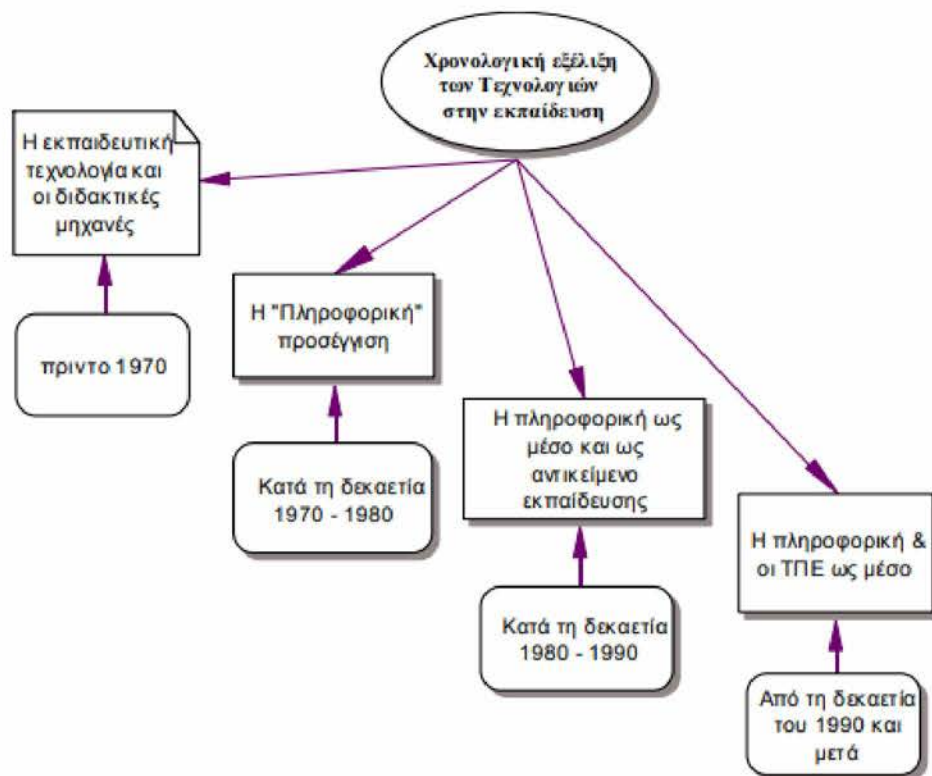 Χρονολογική εξέλιξη
των Τεχνολογιών
στην εκπαίδευση
Η εκπαιδευτική
τεχνολογία και
οι διδακτικές
μηχανές
πριντο 1970
Η "Πληροφορική"
προσέγγιση
Κατά τη δεκαετία
1970 - 1980
Η πληροφορική ως
μέσο και ως
αντικείμενο
εκπαίδευσης
Κατά τη δεκαετία
1980 - 1990
Η πληροφορική &
οι ΤΠΕ ως μέσο
Από τη δεκαετία
του 1990 και
μετά